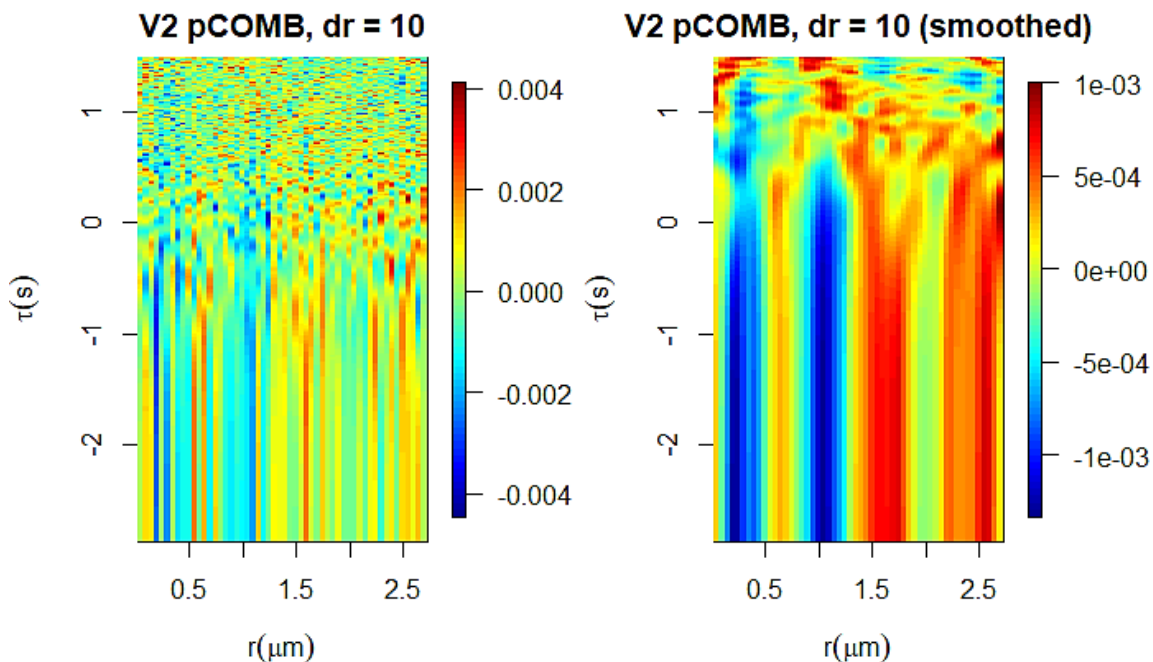 V2 pCOMB, dr = 10
1
0
-1
-2
τ(s)
0.5
1.5
2.5
r(μm)
0.004
0.002
0.000
-0.002
-0.004
V2 pCOMB, dr = 10 (smoothed)
1
0
-1
-2
τ(s)
0.5
1.5
2.5
r(μm)
1e-03
5e-04
0e+00
-5e-04
-1e-03